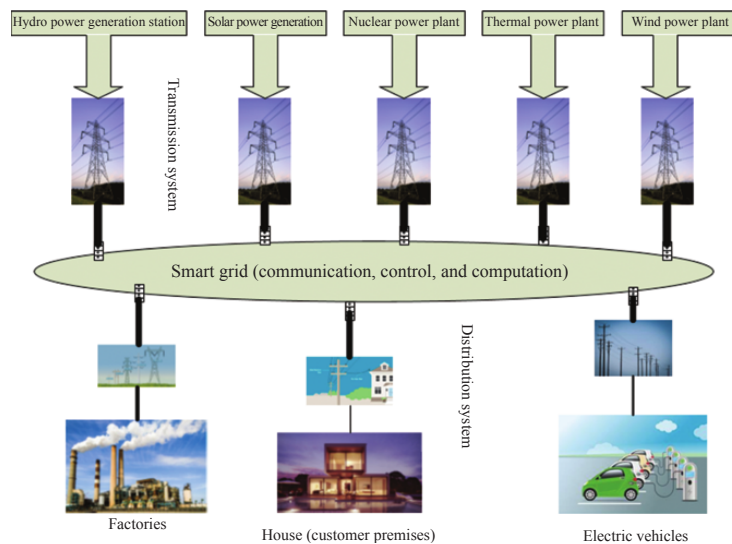 Hydro power generation station
Solar power generation
Nuclear power plant
Thermal power plant
Wind power plant
Transmission system
Smart grid (communication, control, and computation)
Distribution system
Factories
House (customer premises)
Electric vehicles